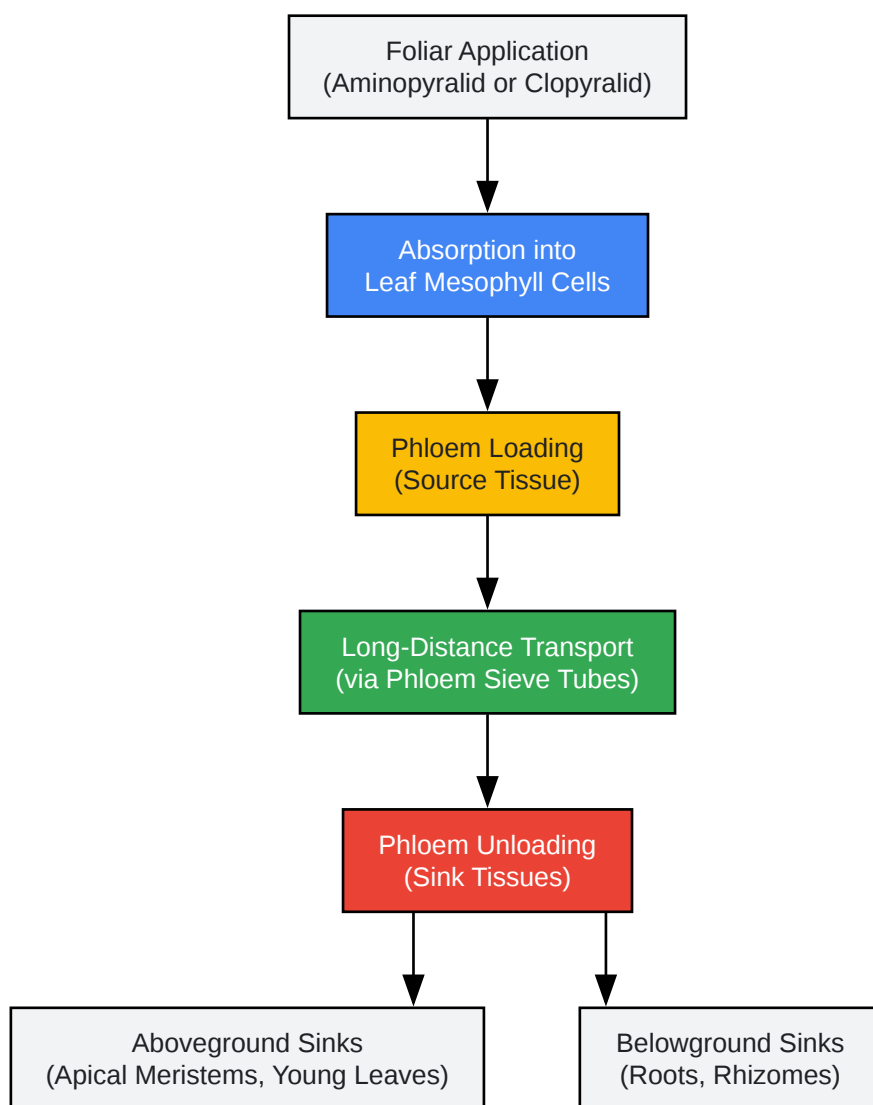 Foliar Application
(Aminopyralid or Clopyralid)
Absorption into
Leaf Mesophyll Cells
Phloem Loading
(Source Tissue)
Long-Distance Transport
(via Phloem Sieve Tubes)
Phloem Unloading
(Sink Tissues)
Aboveground Sinks
(Apical Meristems, Young Leaves)
Belowground Sinks
(Roots, Rhizomes)